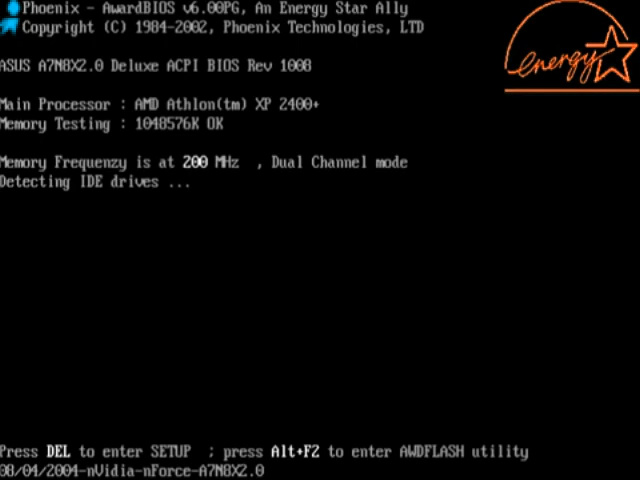 Phoenix - AwardBIOS v6.00PG, An Energy Star Ally
Copyright (C) 1984-2002, Phoenix Technologies, LTD
energy
ASUS A7N8X2.0 Deluxe ACPI BIOS Rev 1008
Main Processor : AMD Athlon(tm) XP 2400+
Memory Testing : 1048576K OK
Memory Frequenzy is at 200 MHz , Dual Channel mode
Detecting IDE drives ...
Press DEL to enter SETUP ; press Alt+F2 to enter AWDFLASH utility
08/04/2004-nVidia-nForce-A7N8X2.0